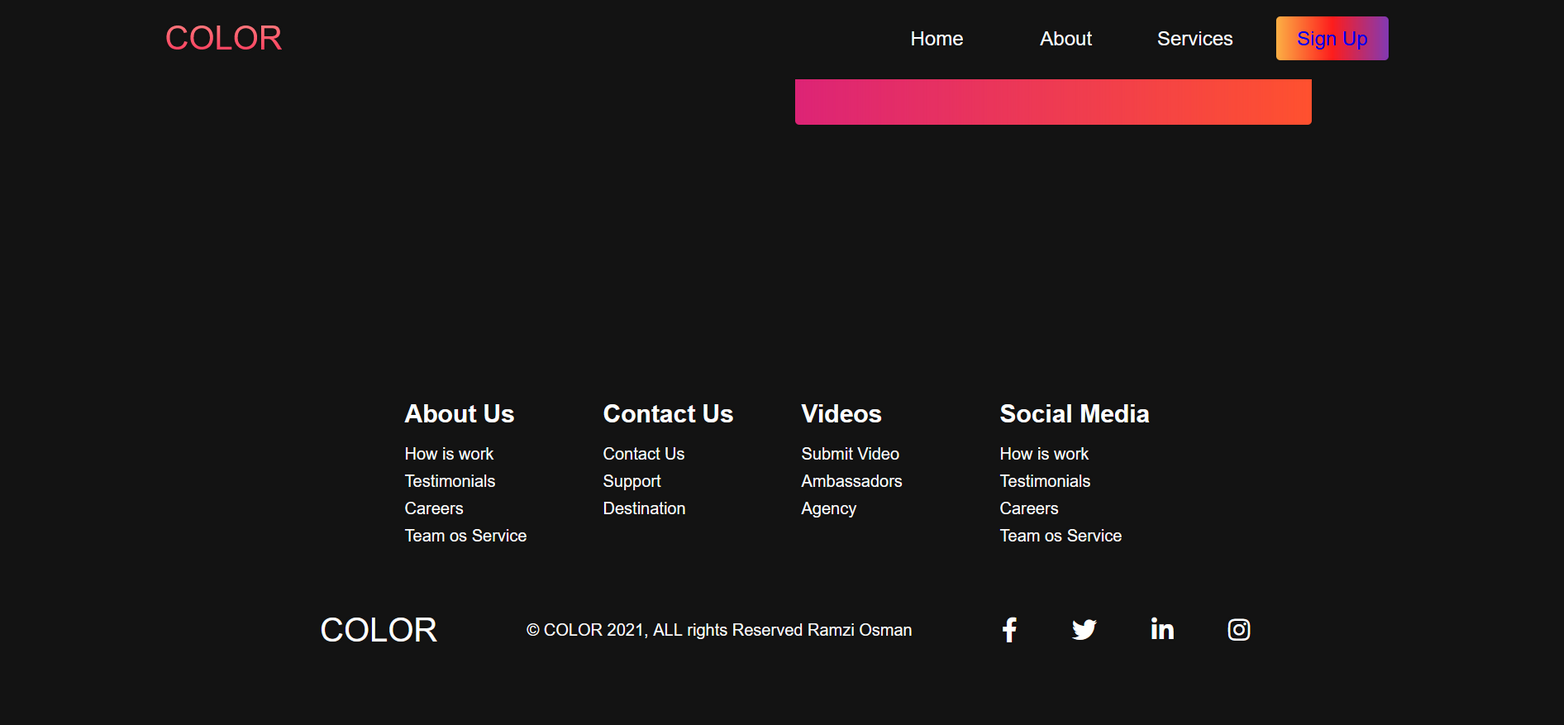 COLOR
Home
About
Services
Sign Up
About Us
How is work
Testimonials
Careers
Team os Service
Contact Us
Contact Us
Support
Destination
Videos
Submit Video
Ambassadors
Agency
Social Media
How is work
Testimonials
Careers
Team os Service
COLOR
© COLOR 2021, ALL rights Reserved Ramzi Osman